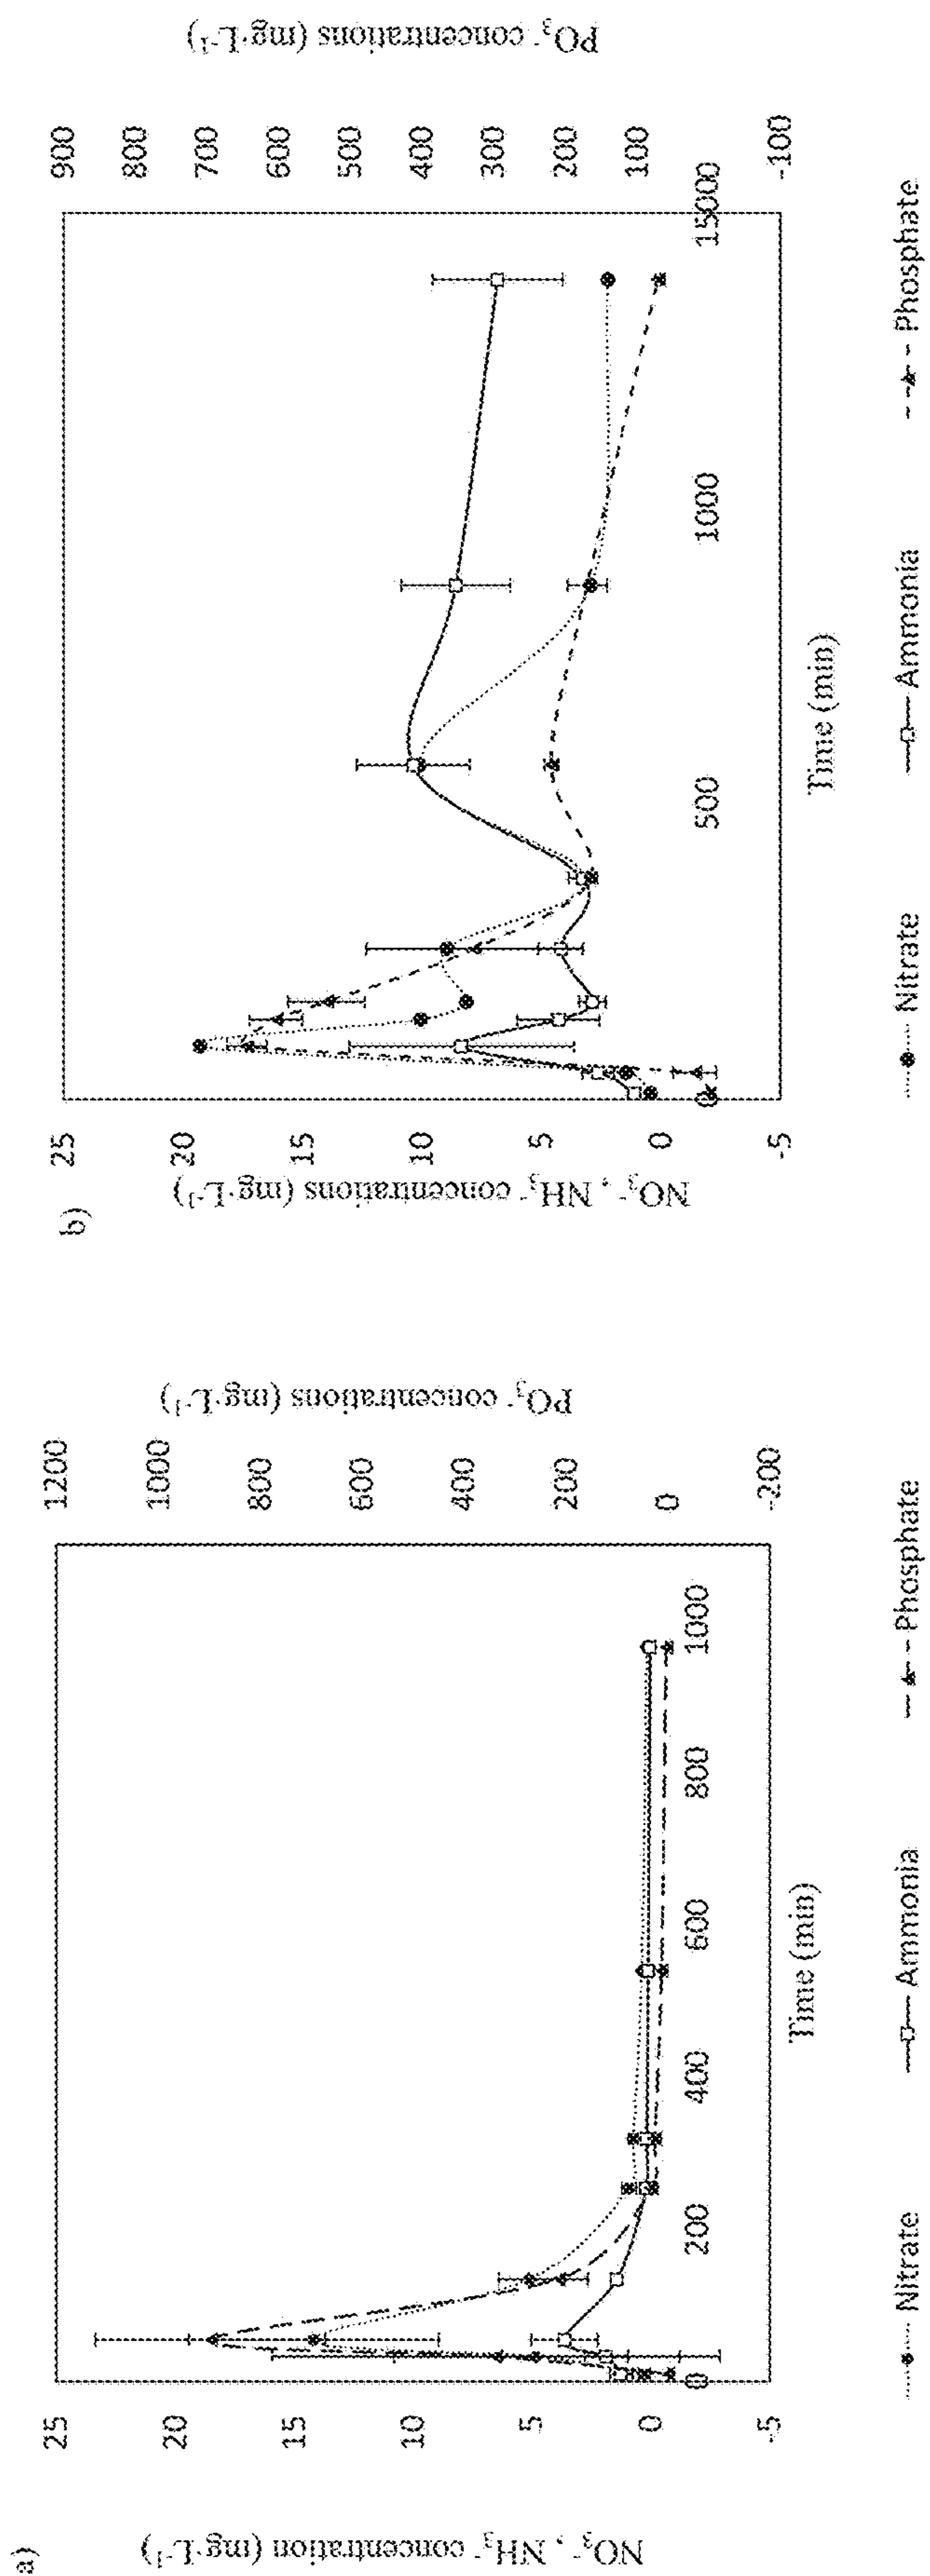 a)
NO₃⁻, NH₃⁻ concentration (mg·L⁻¹)
25
20
15
10
5
0
-5
1200
1000
800
600
400
200
0
-200
PO₃⁻ concentrations (mg·L⁻¹)
0 200 400 600 800 1000
Time (min)
Nitrate Ammonia Phosphate
b)
NO₃⁻, NH₃⁻ concentrations (mg·L⁻¹)
25
20
15
10
5
0
-5
900
800
700
600
500
400
300
200
100
-100
PO₃⁻ concentrations (mg·L⁻¹)
0 500 1000 15000
Time (min)
Nitrate Ammonia Phosphate